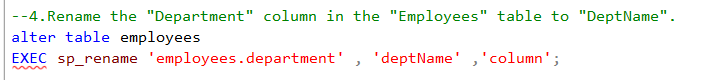 --4.Rename the "Department" column in the "Employees" table to "DeptName".
alter table employees
EXEC sp_rename 'employees.department' , 'deptName' ,'column';